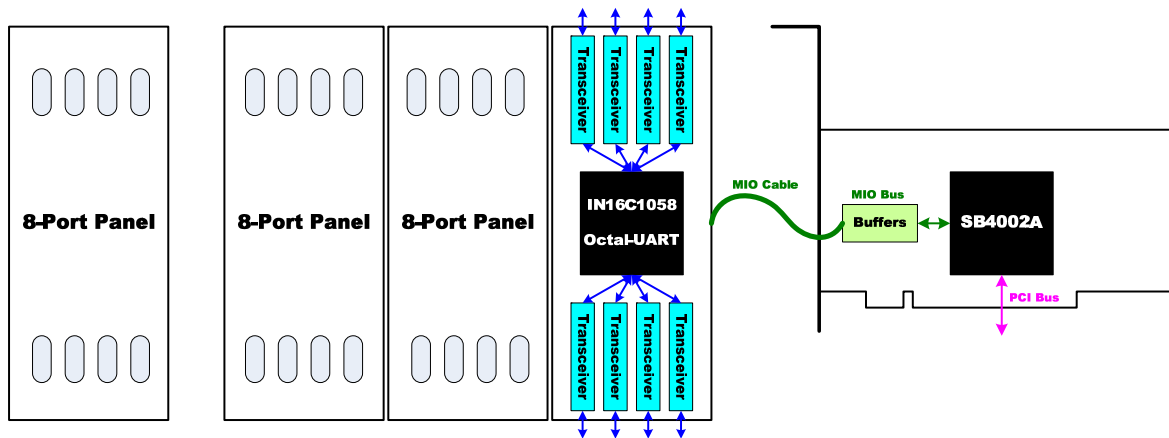 Transceiver
Transceiver
Transceiver
Transceiver
8-Port Panel
8-Port Panel
8-Port Panel
IN16C1058
Octal-UART
MIO Cable
MIO Bus
Buffers
SB4002A
PCI Bus
Transceiver
Transceiver
Transceiver
Transceiver